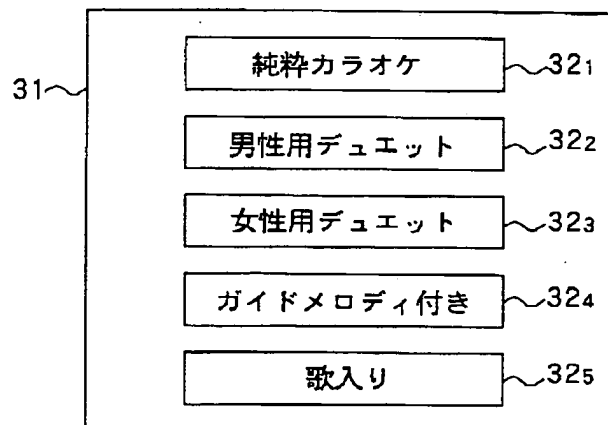 純粋カラオケ 32₁
31
男性用デュエット 32₂
女性用デュエット 32₃
ガイドメロディ付き 32₄
歌入り 32₅